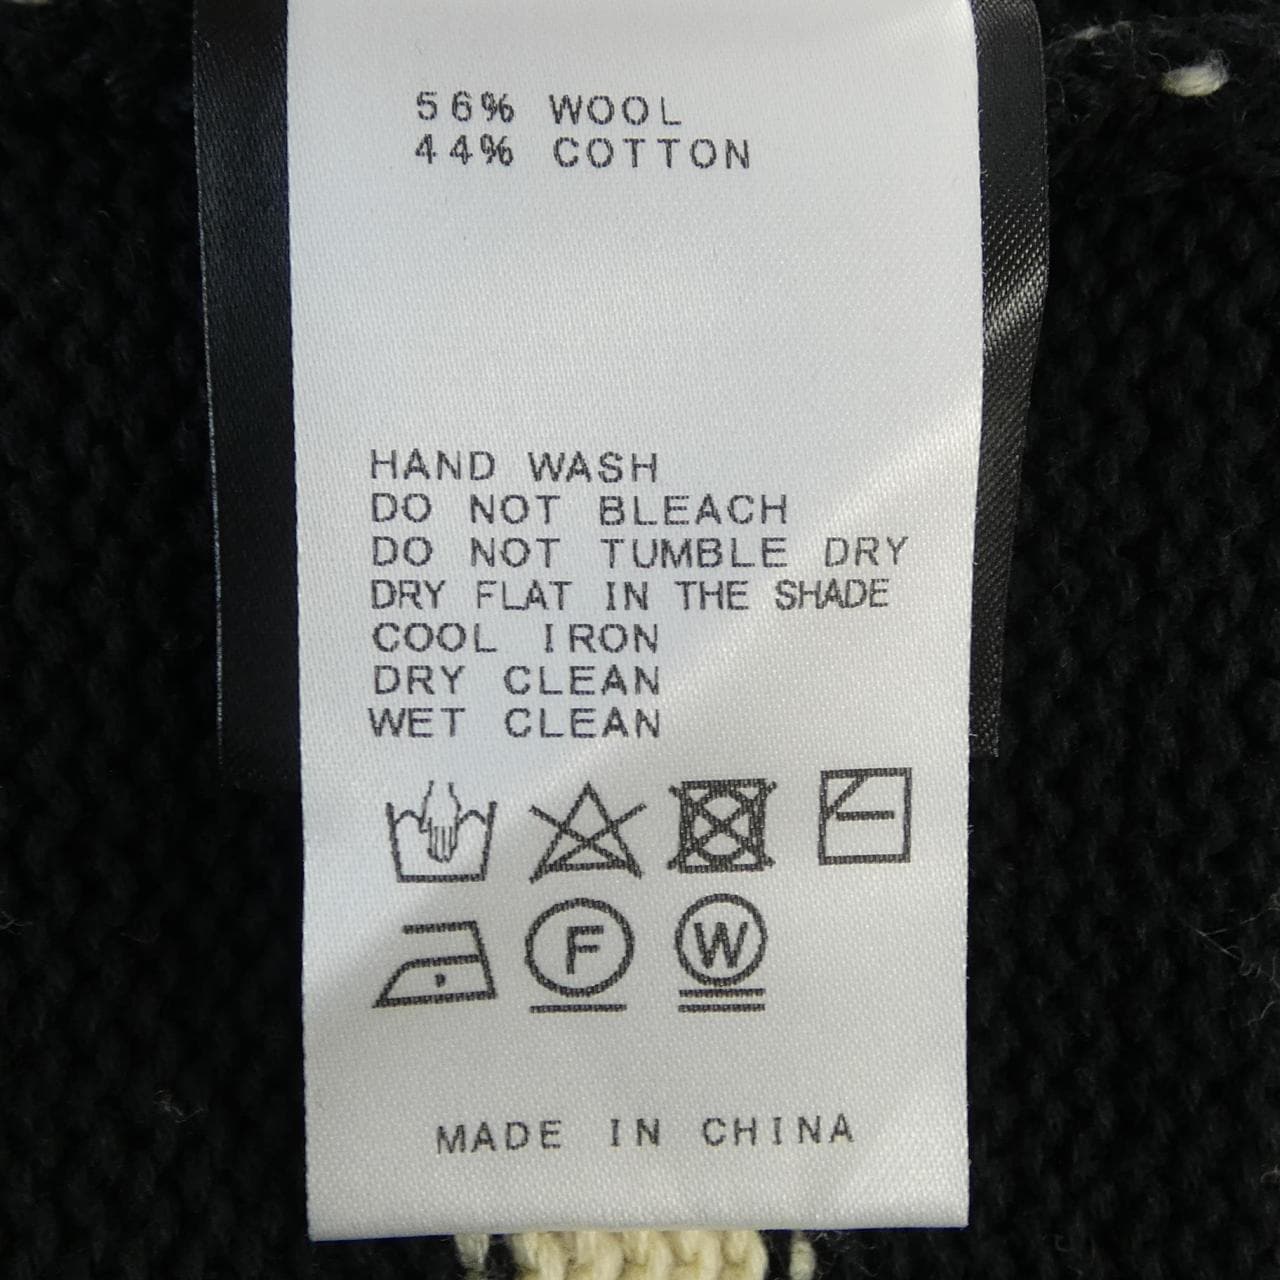 56% WOOL
44% COTTON
HAND WASH
DO NOT BLEACH
DO NOT TUMBLE DRY
DRY FLAT IN THE SHADE
COOL IRON
DRY CLEAN
WET CLEAN
F W
MADE IN CHINA